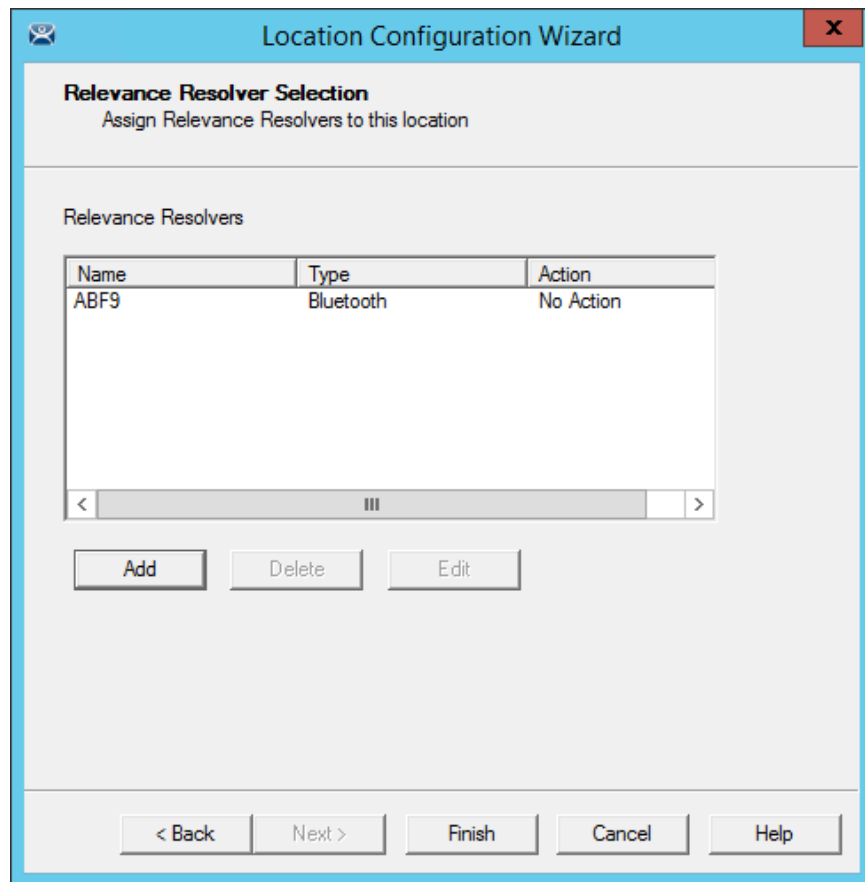 Location Configuration Wizard
x
Relevance Resolver Selection
Assign Relevance Resolvers to this location
Relevance Resolvers
Name Type Action
ABF9 Bluetooth No Action
Add Delete Edit
< Back Next > Finish Cancel Help